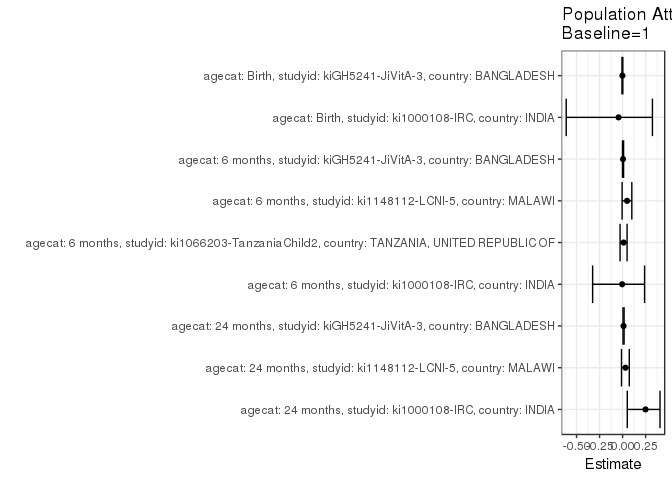 Population Att
Baseline=1
agecat: Birth, studyid: kiGH5241-JiVitA-3, country: BANGLADESH
agecat: Birth, studyid: ki1000108-IRC, country: INDIA
agecat: 6 months, studyid: kiGH5241-JiVitA-3, country: BANGLADESH
agecat: 6 months, studyid: ki1148112-LCNI-5, country: MALAWI
agecat: 6 months, studyid: ki1066203-TanzaniaChild2, country: TANZANIA, UNITED REPUBLIC OF
agecat: 6 months, studyid: ki1000108-IRC, country: INDIA
agecat: 24 months, studyid: kiGH5241-JiVitA-3, country: BANGLADESH
agecat: 24 months, studyid: ki1148112-LCNI-5, country: MALAWI
agecat: 24 months, studyid: ki1000108-IRC, country: INDIA
-0.50 -0.25 0.00 0.25
Estimate